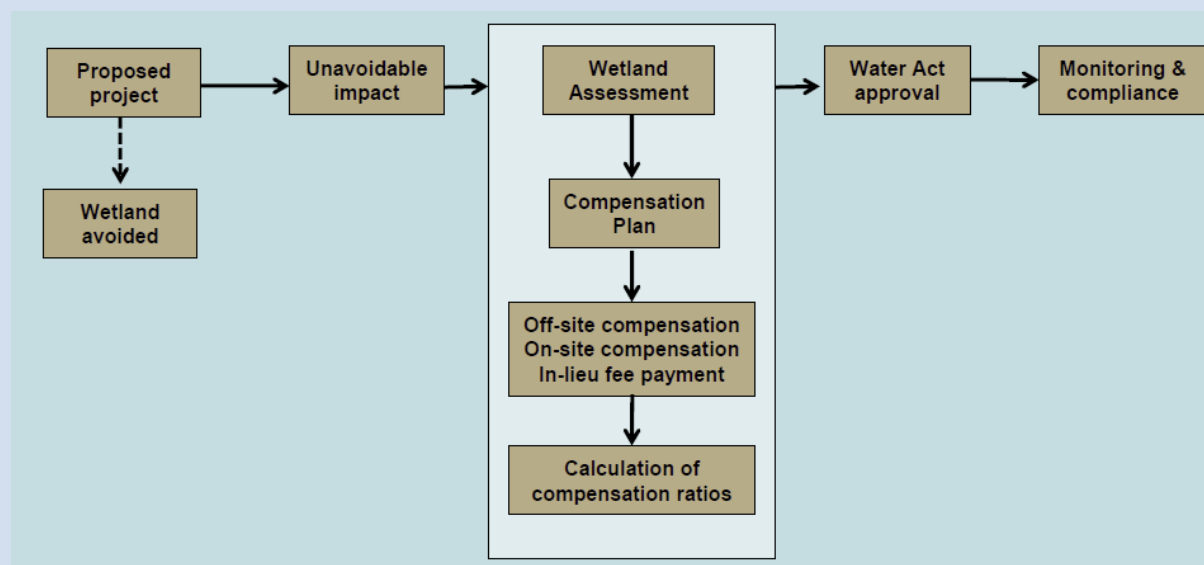 Proposed
project
Wetland
avoided
Unavoidable
impact
Wetland
Assessment
Compensation
Plan
Off-site compensation
On-site compensation
In-lieu fee payment
Calculation of
compensation ratios
Water Act
approval
Monitoring &
compliance